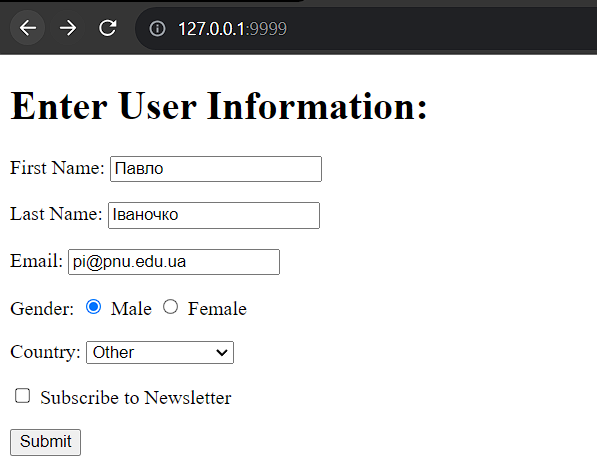 127.0.0.1:9999
Enter User Information:
First Name: Павло
Last Name: Іваночко
Email: pi@pnu.edu.ua
Gender: Male Female
Country: Other
Subscribe to Newsletter
Submit